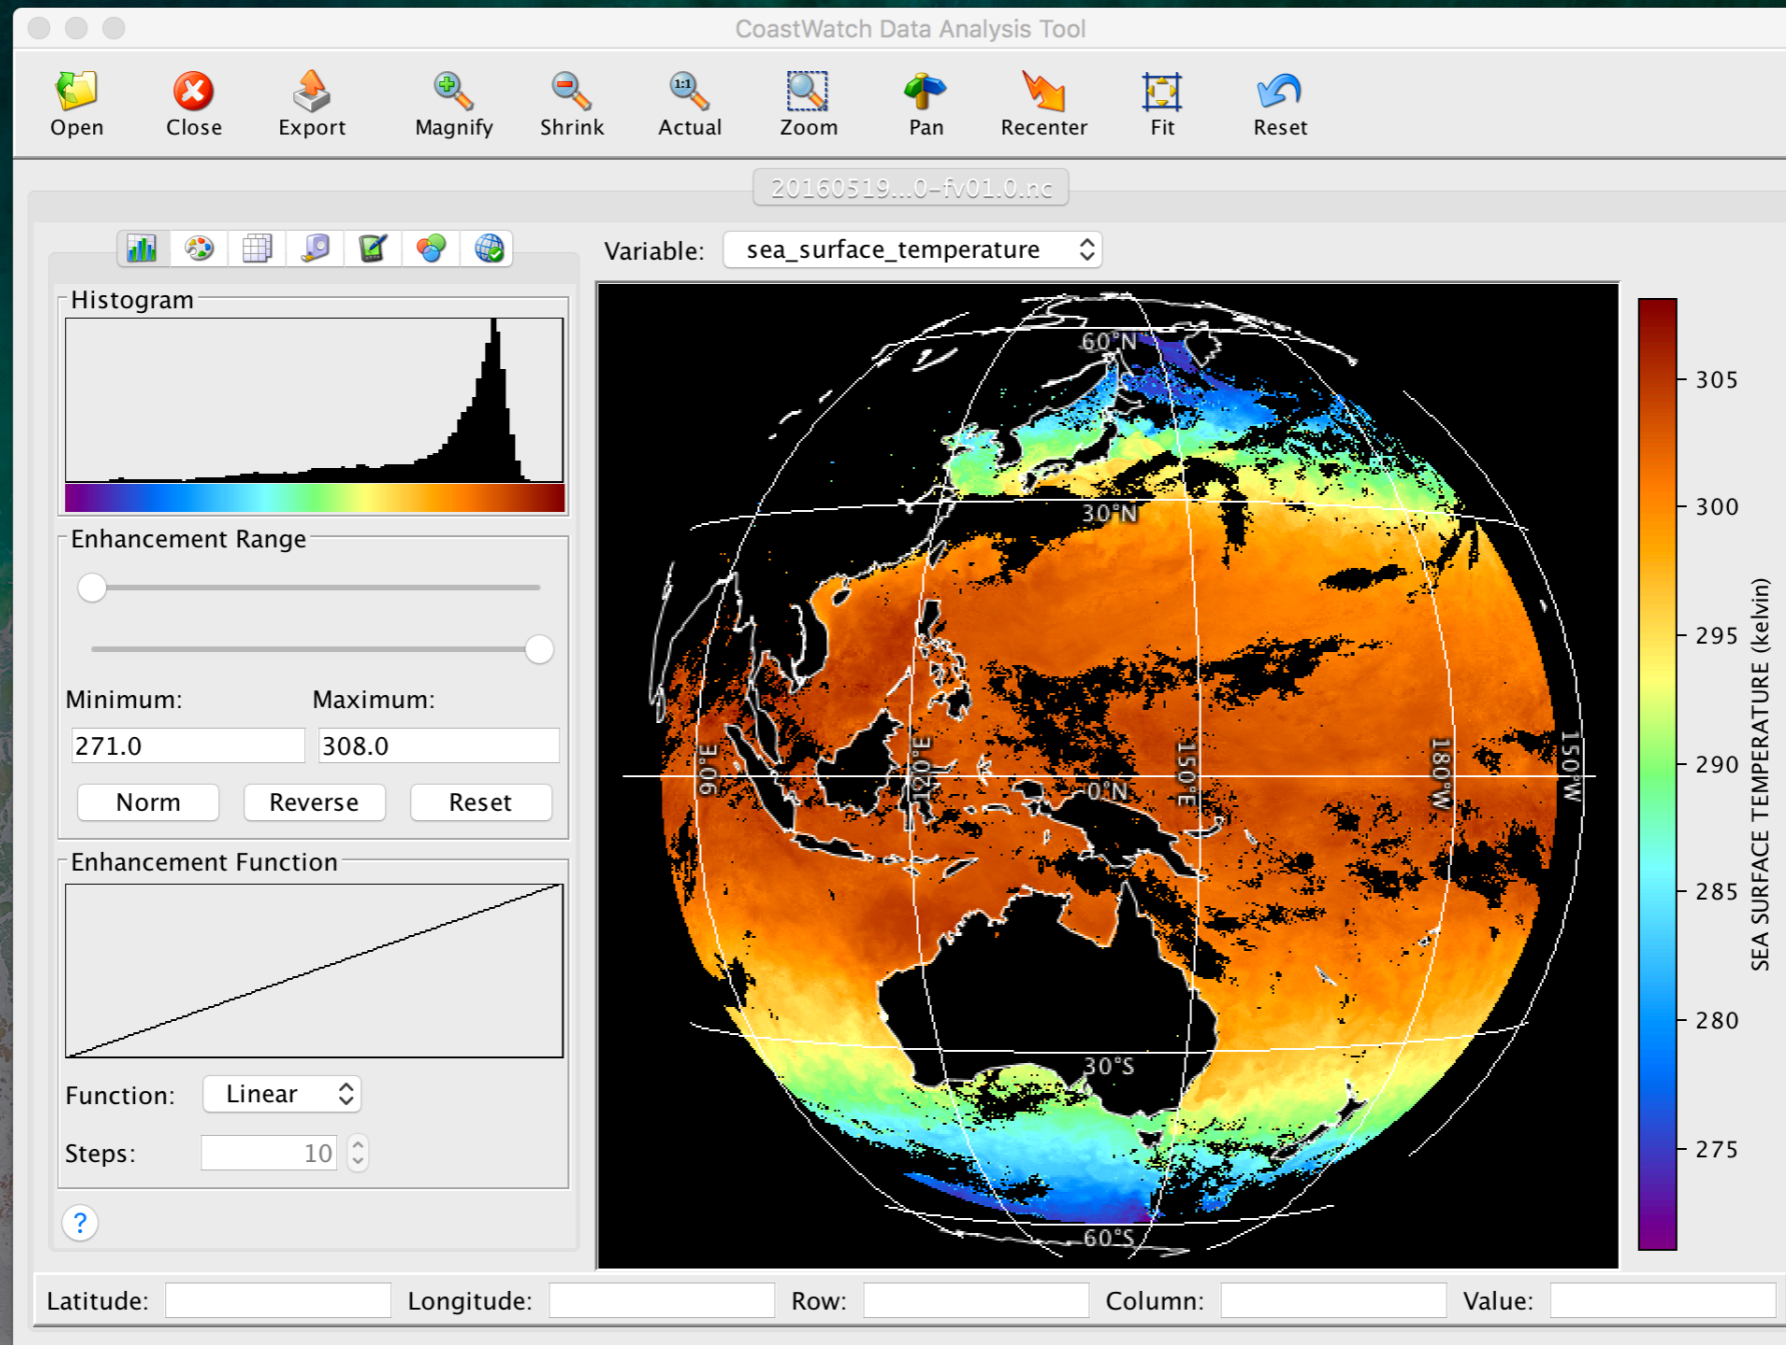 CoastWatch Data Analysis Tool
Open Close Export Magnify Shrink Actual Zoom Pan Recenter Fit Reset
1:1
20160519...0-fv01.0.nc
Variable: sea_surface_temperature
Histogram
Enhancement Range
Minimum: Maximum:
271.0 308.0
Norm Reverse Reset
Enhancement Function
Function: Linear
Steps: 10
?
60°N
30°N
90°E 120°E 150°E 180°W 150°W
0°N
30°S
60°S
305
300
295
290
285
280
275
SEA SURFACE TEMPERATURE (kelvin)
Latitude: Longitude: Row: Column: Value: